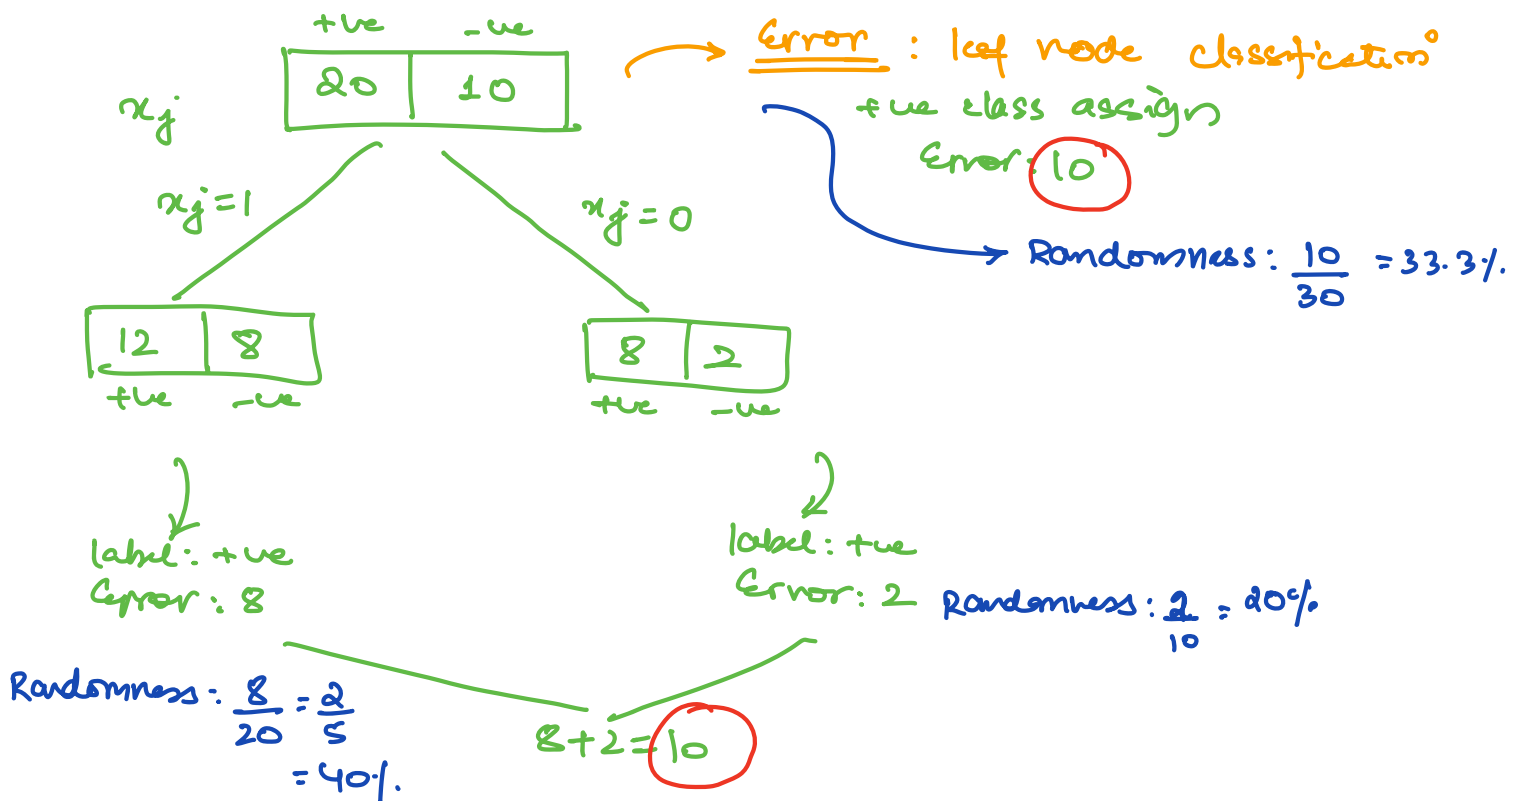 +ve -ve
20 10
xj
Error : leaf node classification
+ve class assign
Error: 10
Randomness: 10/30 = 33.3%.
xj=1
xj=0
12 8
+ve -ve
8 2
+ve -ve
label: +ve
Error: 8
label: +ve
Error: 2
Randomness: 2/10 = 20%
Randomness: 8/20 = 2/5
= 40%.
8+2=10